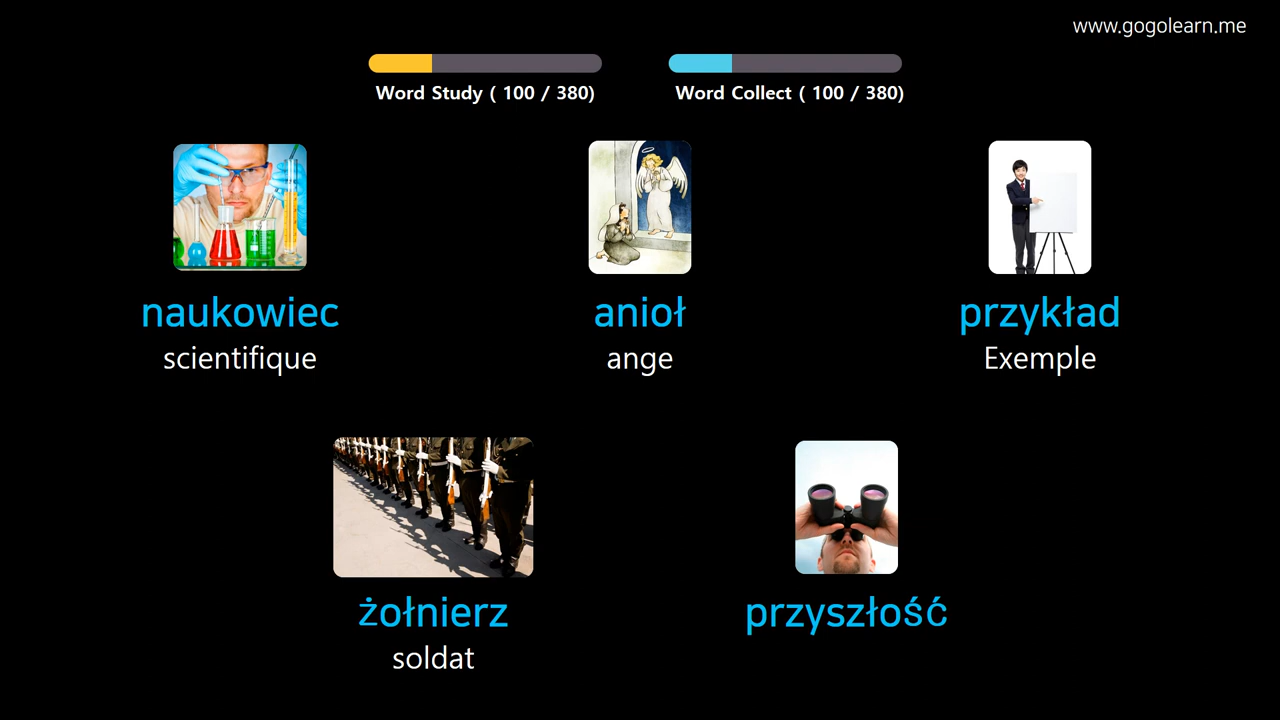 www.gogolearn.me
Word Study ( 100 / 380)
Word Collect ( 100 / 380)
naukowiec
scientifique
anioł
ange
przykład
Exemple
żołnierz
soldat
przyszłość